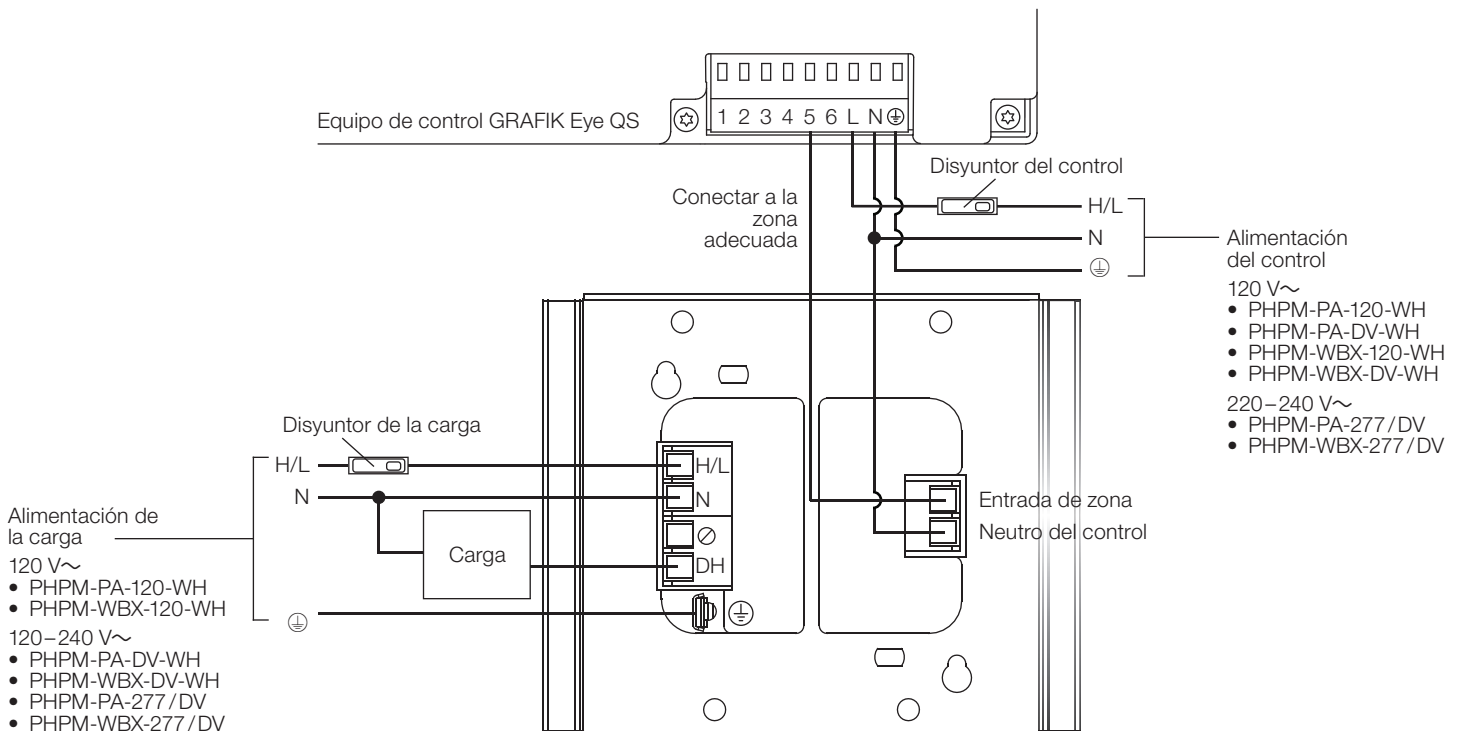 Equipo de control GRAFIK Eye QS
1 2 3 4 5 6 L N
Disyuntor del control
Conectar a la
zona
adecuada
H/L
N
Alimentación
del control
120 V~
• PHPM-PA-120-WH
• PHPM-PA-DV-WH
• PHPM-WBX-120-WH
• PHPM-WBX-DV-WH
220–240 V~
• PHPM-PA-277/DV
• PHPM-WBX-277/DV
Disyuntor de la carga
H/L
N
H/L
N
Carga
DH
Entrada de zona
Neutro del control
Alimentación de
la carga
120 V~
• PHPM-PA-120-WH
• PHPM-WBX-120-WH
120–240 V~
• PHPM-PA-DV-WH
• PHPM-WBX-DV-WH
• PHPM-PA-277/DV
• PHPM-WBX-277/DV